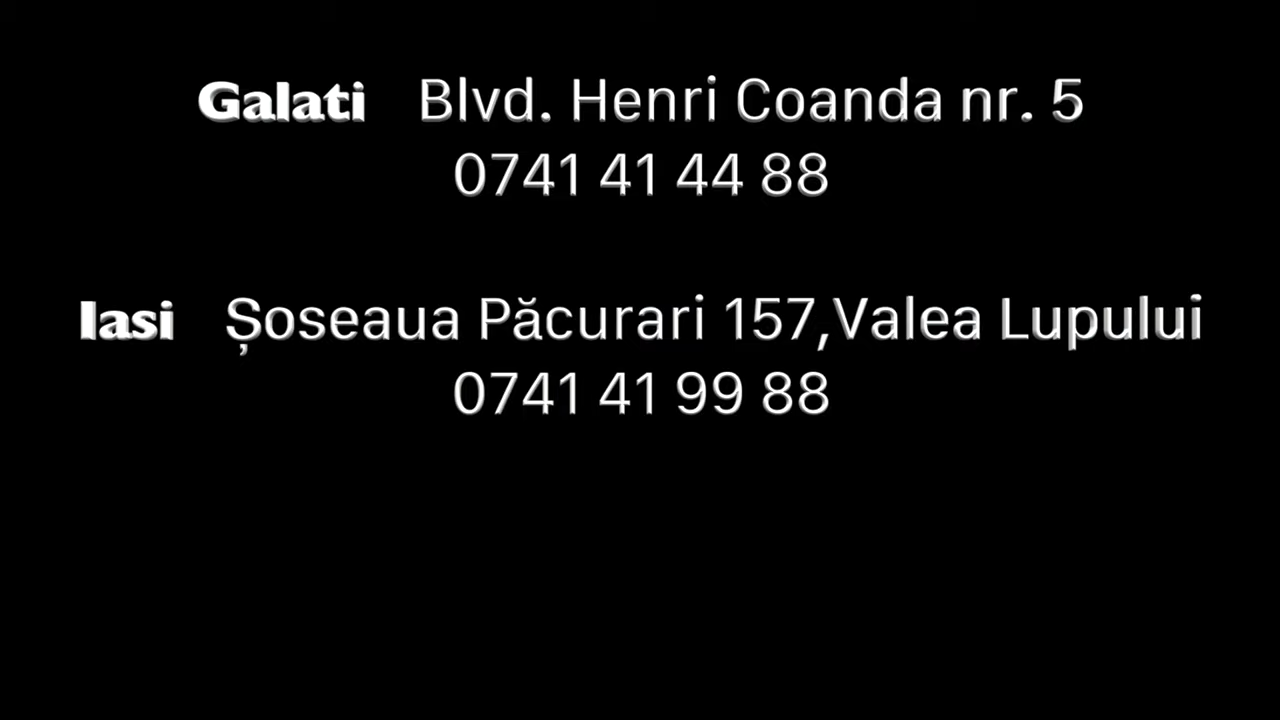 Galati Blvd. Henri Coanda nr. 5
0741 41 44 88
Iasi Șoseaua Păcurari 157,Valea Lupului
0741 41 99 88